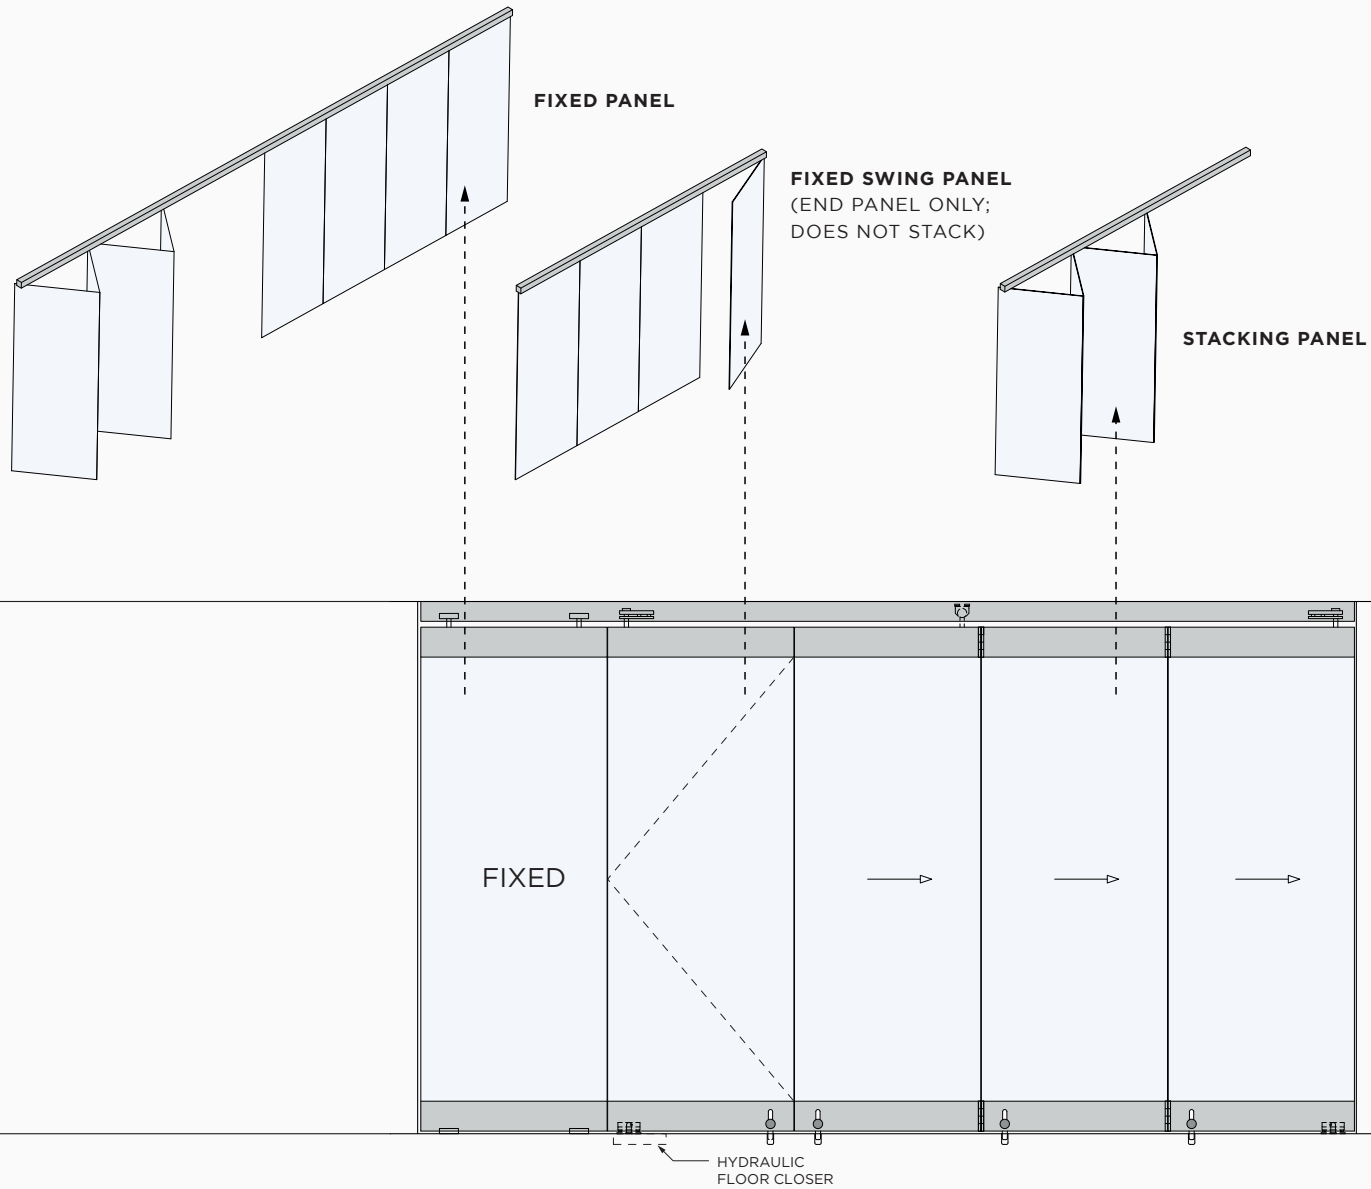 FIXED PANEL
FIXED SWING PANEL
(END PANEL ONLY;
DOES NOT STACK)
STACKING PANEL
FIXED
HYDRAULIC
FLOOR CLOSER